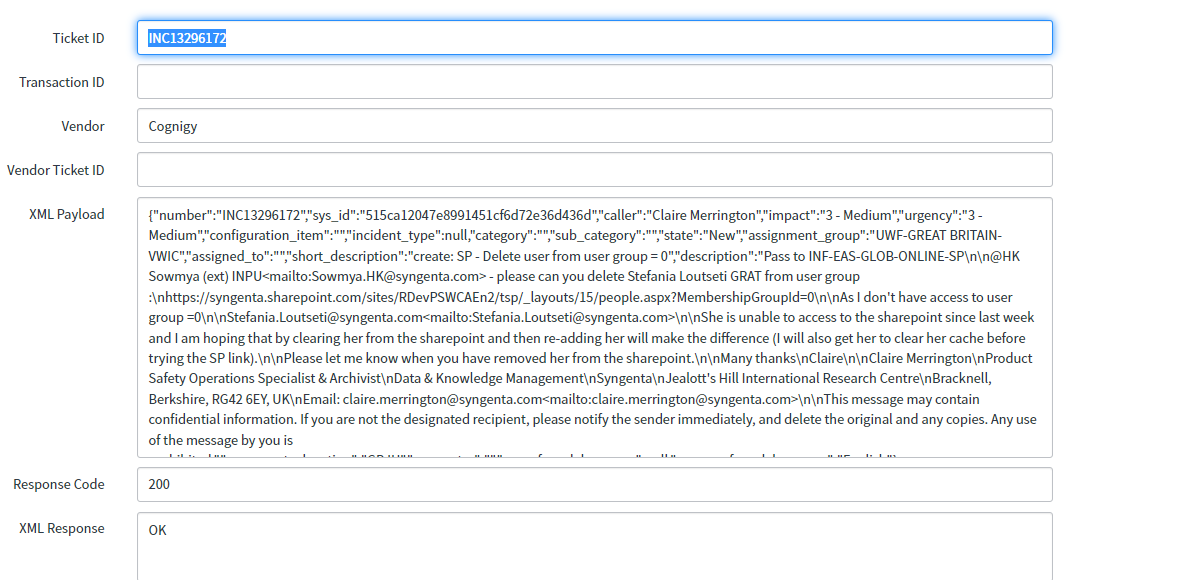 Ticket ID
INC13296172
Transaction ID
Vendor
Cognigy
Vendor Ticket ID
XML Payload
{"number":"INC13296172","sys_id":"515ca12047e8991451cf6d72e36d436d","caller":"Claire Merrington","impact":"3 - Medium","urgency":"3 -
Medium","configuration_item":"","incident_type":null,"category":"","sub_category":"","state":"New","assignment_group":"UWF-GREAT BRITAIN-
VWIC","assigned_to":"","short_description":"create: SP - Delete user from user group = 0","description":"Pass to INF-EAS-GLOB-ONLINE-SP\n\n@HK
Sowmya (ext) INPU<mailto:Sowmya.HK@syngenta.com> - please can you delete Stefania Loutseti GRAT from user group
:\nhttps://syngenta.sharepoint.com/sites/RDevPSWCAEn2/tsp/_layouts/15/people.aspx?MembershipGroupId=0\n\nAs I don't have access to user
group =0\n\nStefania.Loutseti@syngenta.com<mailto:Stefania.Loutseti@syngenta.com>\n\nShe is unable to access to the sharepoint since last week
and I am hoping that by clearing her from the sharepoint and then re-adding her will make the difference (I will also get her to clear her cache before
trying the SP link).\n\nPlease let me know when you have removed her from the sharepoint.\n\nMany thanks\nClaire\n\nClaire Merrington\nProduct
Safety Operations Specialist & Archivist\nData & Knowledge Management\nSyngenta\nJealott's Hill International Research Centre\nBracknell,
Berkshire, RG42 6EY, UK\nEmail: claire.merrington@syngenta.com<mailto:claire.merrington@syngenta.com>\n\nThis message may contain
confidential information. If you are not the designated recipient, please notify the sender immediately, and delete the original and any copies. Any use
of the message by you is
Response Code
200
XML Response
OK